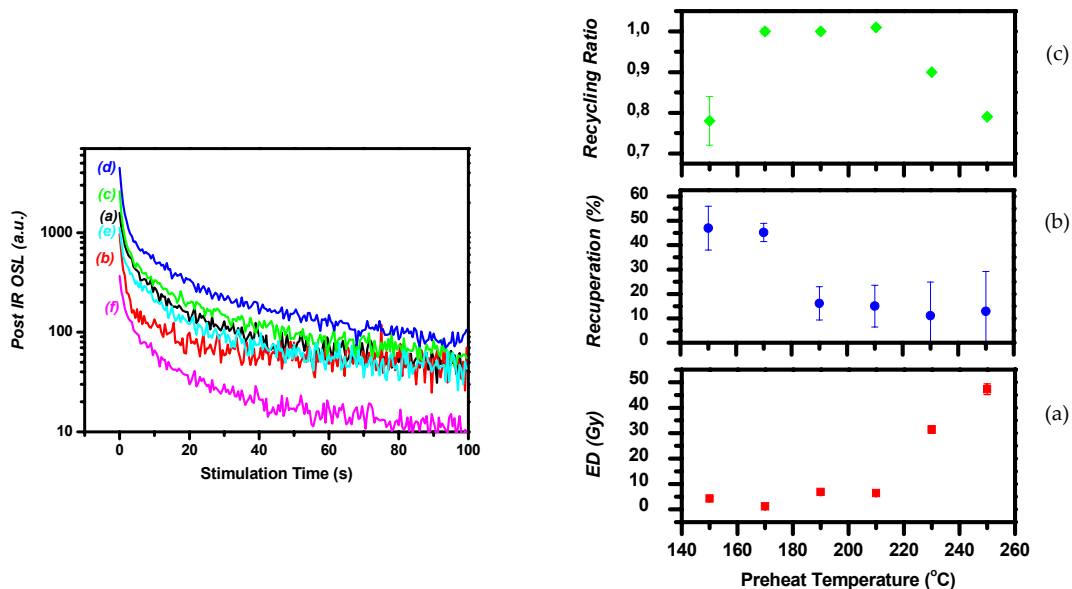 Post IR OSL (a.u.)
1000
100
10
(d)
(c)
(a)
(e)
(b)
(f)
0 20 40 60 80 100
Stimulation Time (s)
Recycling Ratio
1,0
0,9
0,8
0,7
(c)
Recuperation (%)
60
50
40
30
20
10
0
(b)
ED (Gy)
50
40
30
20
10
0
(a)
140 160 180 200 220 240 260
Preheat Temperature (°C)